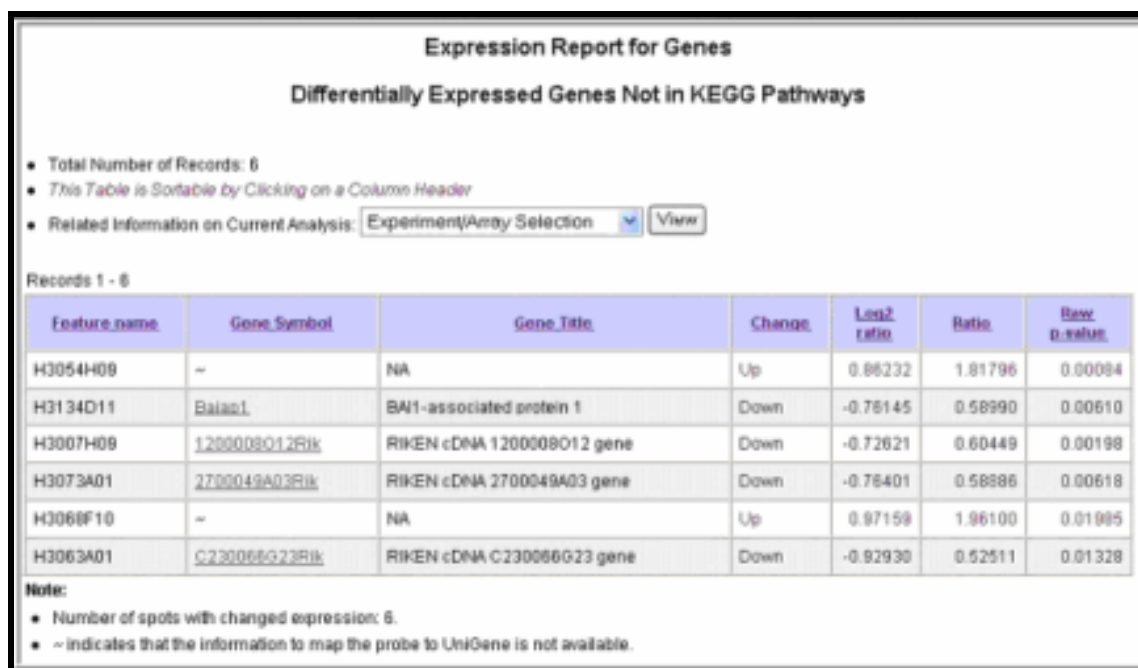 Expression Report for Genes
Differentially Expressed Genes Not in KEGG Pathways
• Total Number of Records: 6
• This Table is Sortable by Clicking on a Column Header
• Related Information on Current Analysis: Experiment/Array Selection View
Records 1 - 6
Feature name Gene Symbol Gene Title Change Log2 ratio Ratio Raw p-value
H3054H09 ~ NA Up 0.86232 1.81796 0.00084
H3134D11 Baiap1 BAI1-associated protein 1 Down -0.76145 0.58990 0.00610
H3007H09 1200008O12Rik RIKEN cDNA 1200008O12 gene Down -0.72621 0.60449 0.00198
H3073A01 2700049A03Rik RIKEN cDNA 2700049A03 gene Down -0.76401 0.58886 0.00618
H3068F10 ~ NA Up 0.97159 1.96100 0.01985
H3063A01 C230066G23Rik RIKEN cDNA C230066G23 gene Down -0.92930 0.52511 0.01328
Note:
• Number of spots with changed expression: 6.
• ~ indicates that the information to map the probe to UniGene is not available.